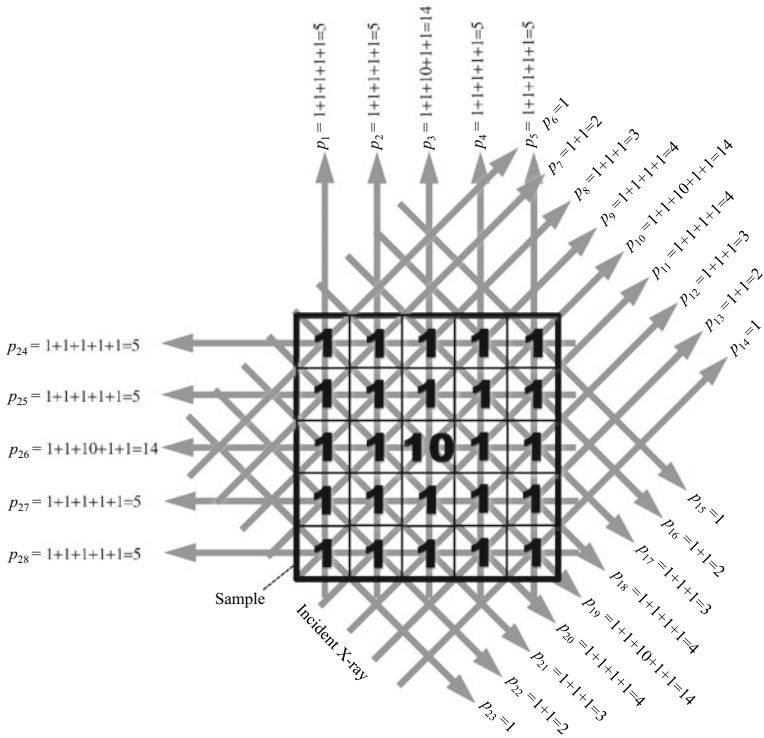 p1 = 1+1+1+1+1=5
p2 = 1+1+1+1+1=5
p3 = 1+1+10+1+1=14
p4 = 1+1+1+1+1=5
p5 = 1+1+1+1+1=5
p6 =1
p7 = 1+1=2
p8 = 1+1+1=3
p9 = 1+1+1+1=4
p10 = 1+1+10+1+1=14
p11 = 1+1+1+1=4
p12 = 1+1+1=3
p13 = 1+1=2
p14 = 1
p24 = 1+1+1+1+1=5
1 1 1 1 1
p25 = 1+1+1+1+1=5
1 1 1 1 1
p26 = 1+1+10+1+1=14
1 1 10 1 1
p27 = 1+1+1+1+1=5
1 1 1 1 1
p28 = 1+1+1+1+1=5
1 1 1 1 1
p15 =1
p16 =1+1=2
p17 =1+1+1=3
p18 =1+1+1+1=4
p19 =1+1+10+1+1=14
p20 =1+1+1+1=4
p21 =1+1+1=3
p22 =1+1=2
p23 =1
Sample
Incident X-ray